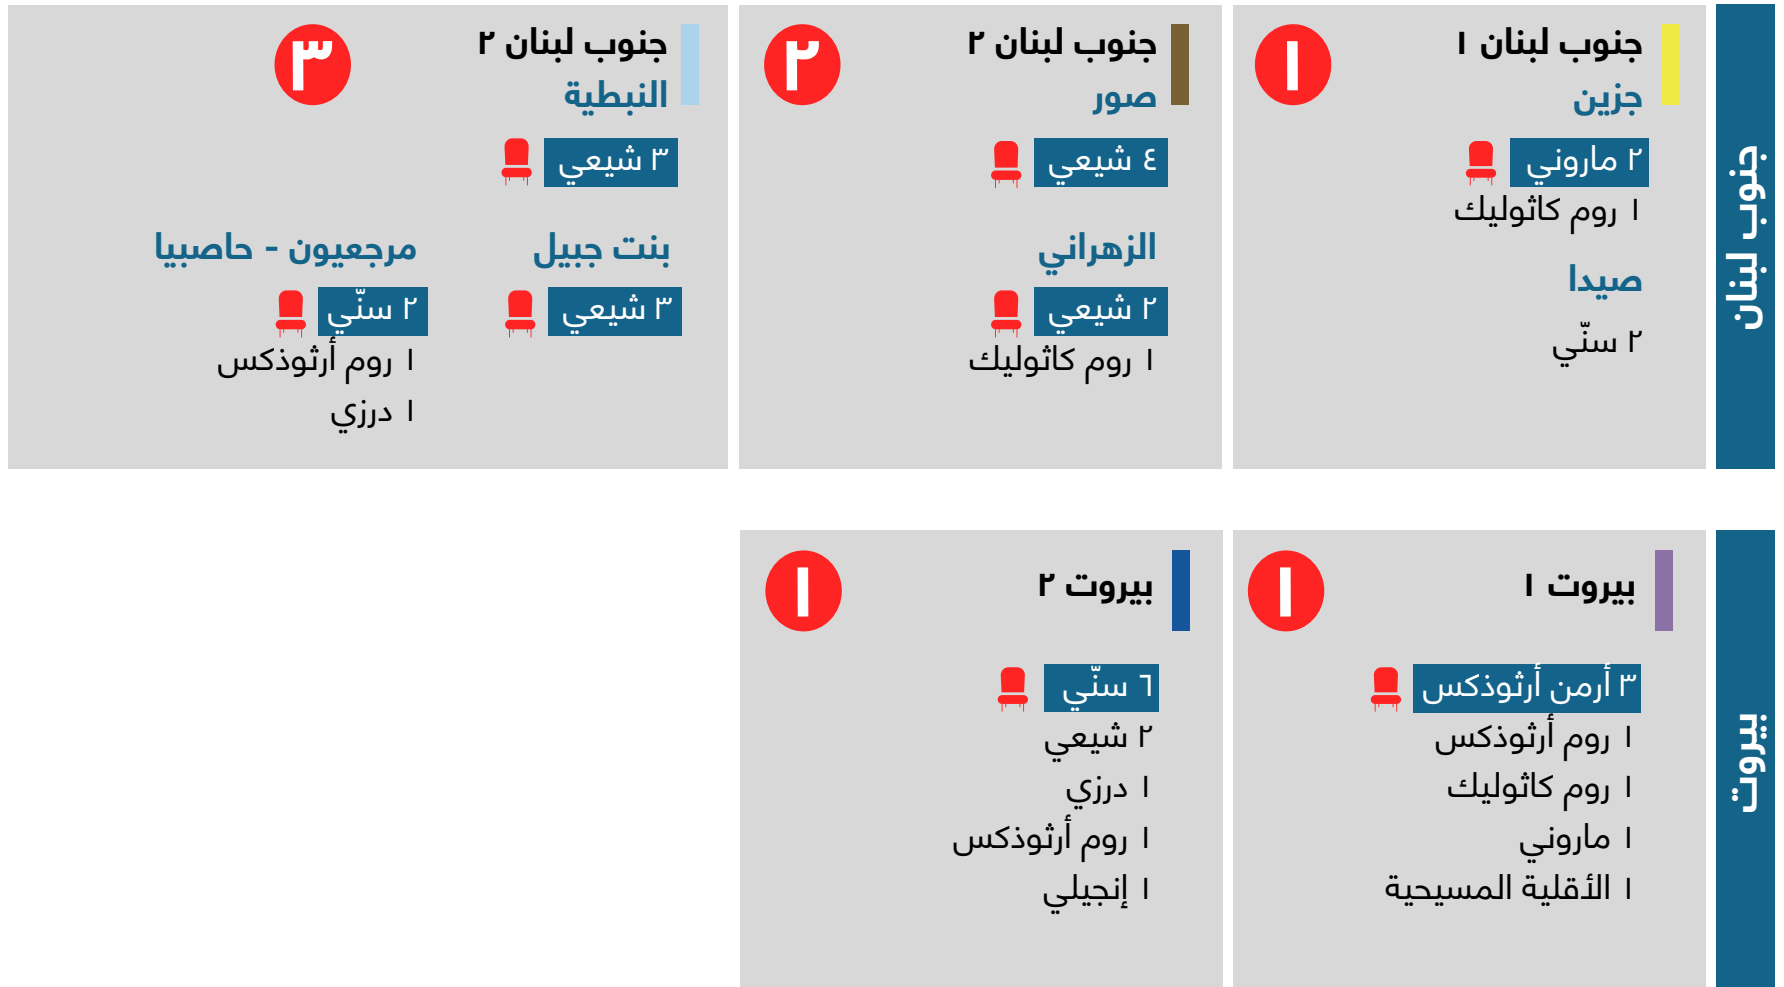 جنوب لبنان
جنوب لبنان ١
١
جزين
٢ ماروني
١ روم كاثوليك
صيدا
٢ سنّي
جنوب لبنان ٢
٢
صور
٤ شيعي
الزهراني
٢ شيعي
١ روم كاثوليك
جنوب لبنان ٢
٣
النبطية
٣ شيعي
بنت جبيل
٣ شيعي
مرجعيون - حاصبيا
٢ سنّي
١ روم أرثوذكس
١ درزي
بيروت
بيروت ١
١
٣ أرمن أرثوذكس
١ روم أرثوذكس
١ روم كاثوليك
١ ماروني
١ الأقلية المسيحية
بيروت ٢
١
٦ سنّي
٢ شيعي
١ درزي
١ روم أرثوذكس
١ إنجيلي